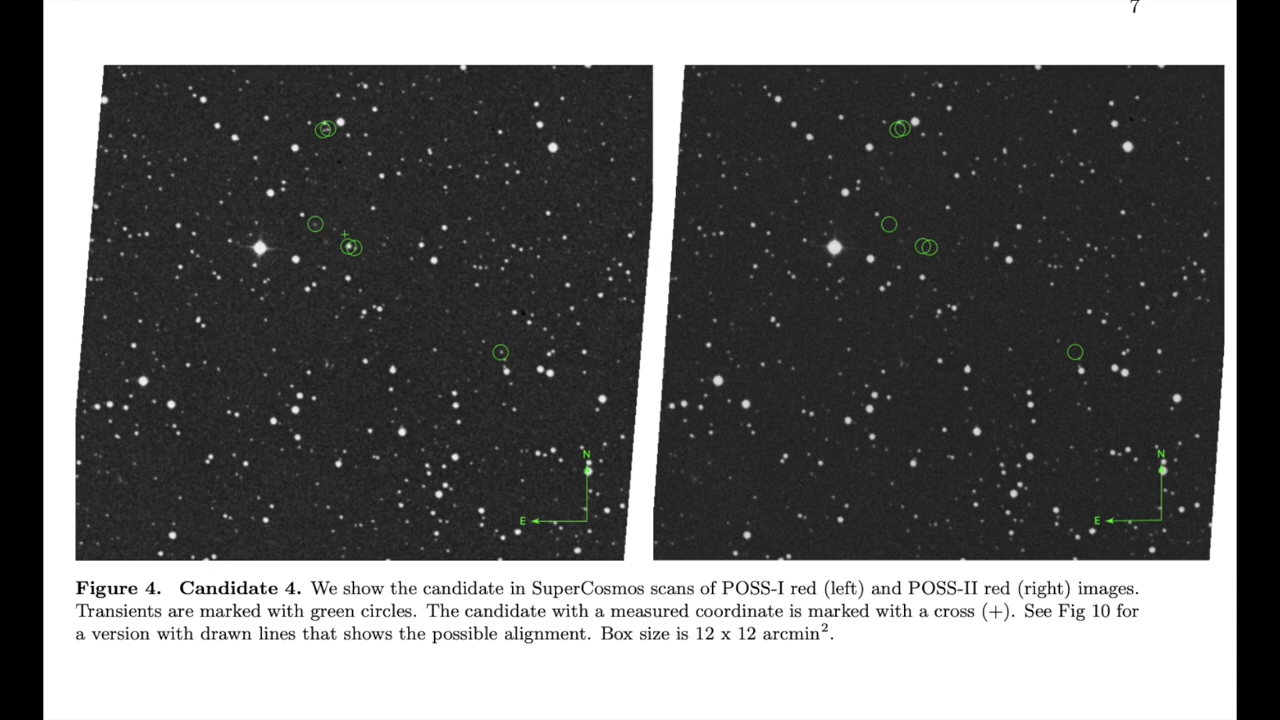 7
N
E
N
E
Figure 4. Candidate 4. We show the candidate in SuperCosmos scans of POSS-I red (left) and POSS-II red (right) images.
Transients are marked with green circles. The candidate with a measured coordinate is marked with a cross (+). See Fig 10 for
a version with drawn lines that shows the possible alignment. Box size is 12 x 12 arcmin².